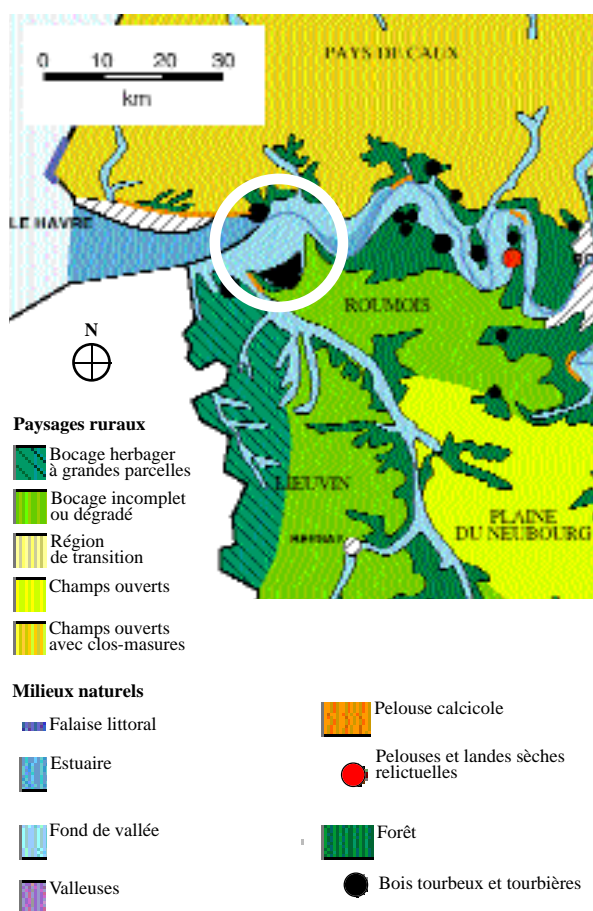 0 10 20 30
km
PAYS DE CAUX
LE HAVRE
ROUMOIS
N
LIEUVIN
BERNAY
PLAINE
DU NEUBOURG
Paysages ruraux
Bocage herbager
à grandes parcelles
Bocage incomplet
ou dégradé
Région
de transition
Champs ouverts
Champs ouverts
avec clos-masures
Milieux naturels
Falaise littoral
Estuaire
Fond de vallée
Valleuses
Pelouse calcicole
Pelouses et landes sèches
relictuelles
Forêt
Bois tourbeux et tourbières